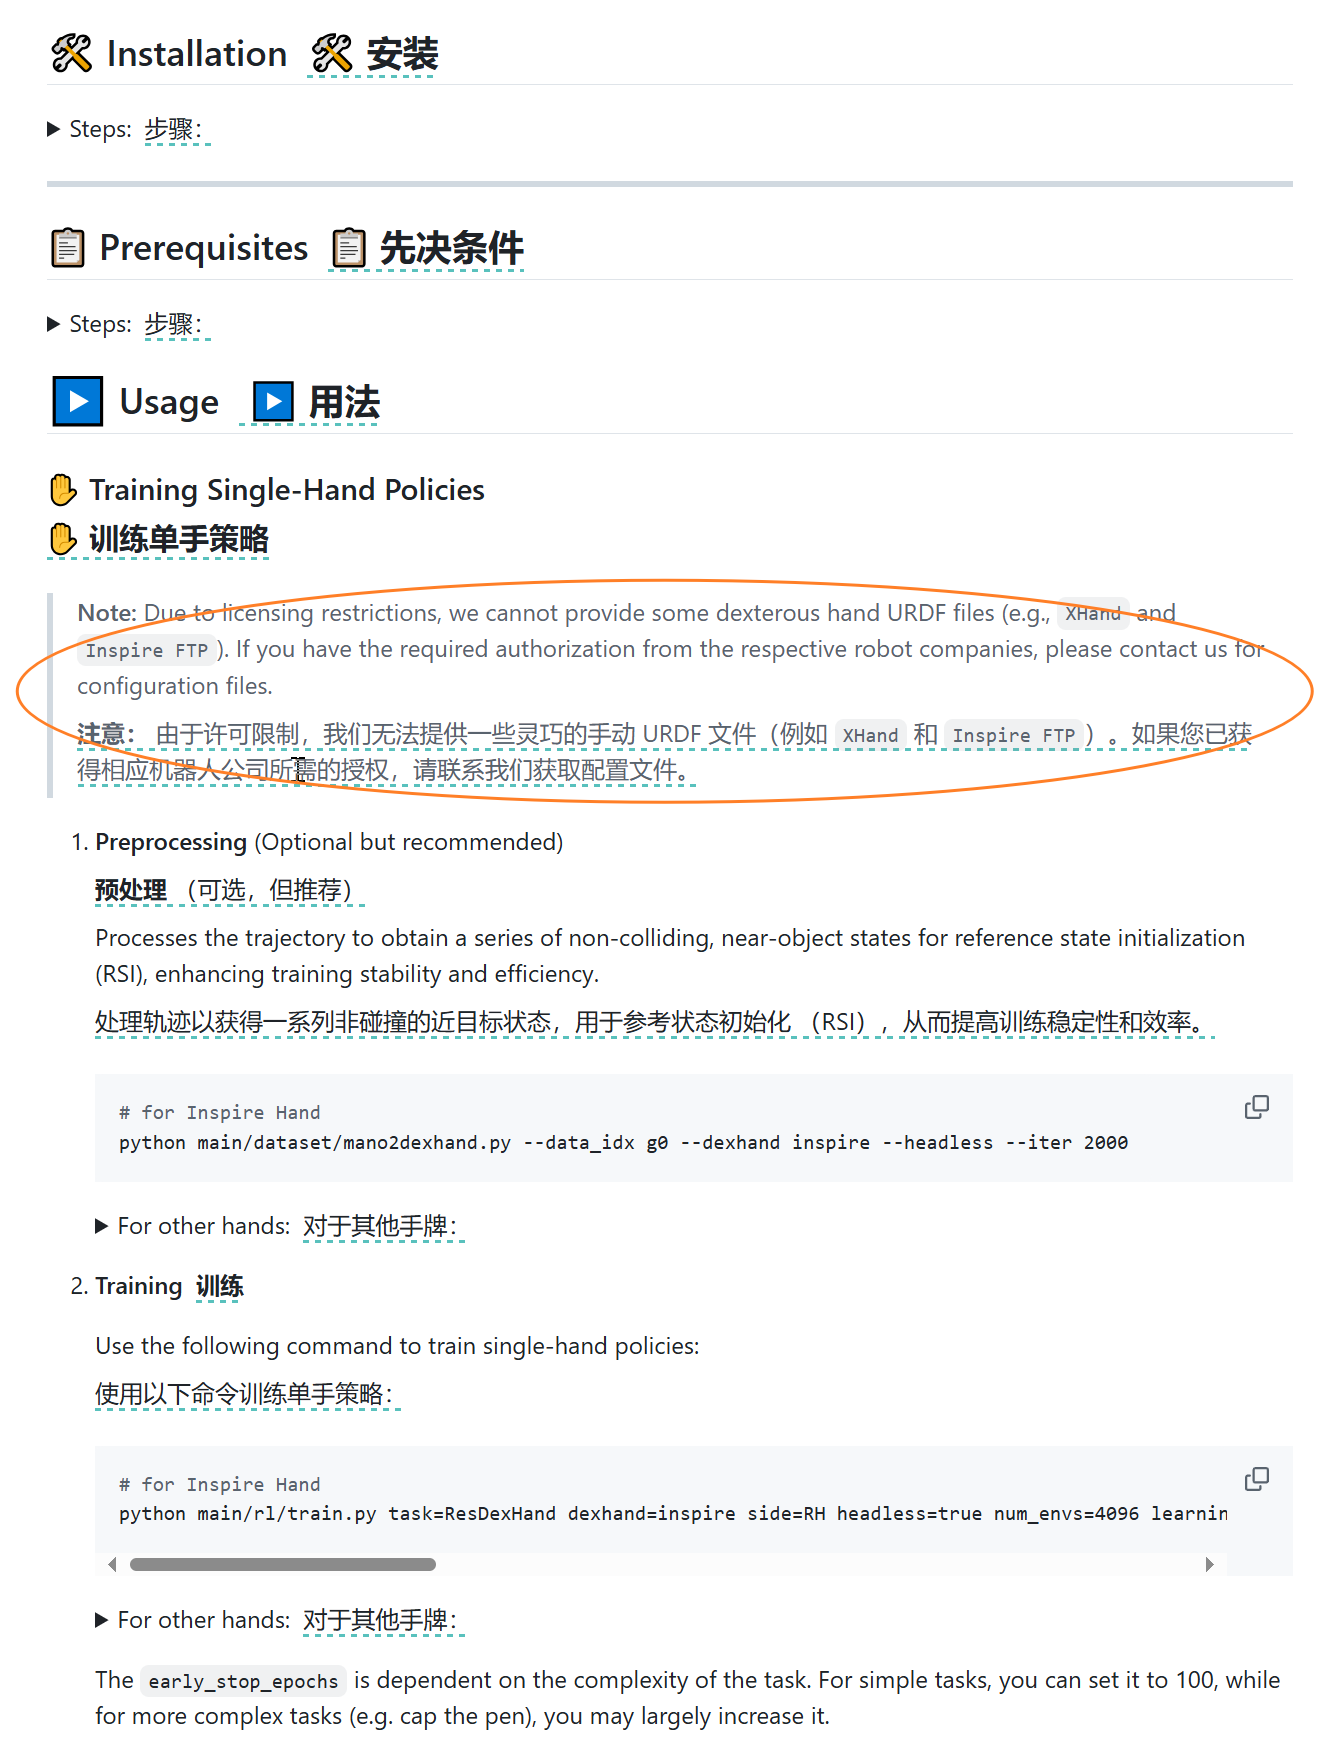 Installation 安装
Steps: 步骤：
Prerequisites 先决条件
Steps: 步骤：
Usage 用法
Training Single-Hand Policies
训练单手策略
Note: Due to licensing restrictions, we cannot provide some dexterous hand URDF files (e.g., XHand and
Inspire FTP). If you have the required authorization from the respective robot companies, please contact us for
configuration files.
注意： 由于许可限制，我们无法提供一些灵巧的手动 URDF 文件（例如 XHand 和 Inspire FTP）。如果您已获
得相应机器人公司所需的授权，请联系我们获取配置文件。
1. Preprocessing (Optional but recommended)
预处理 （可选，但推荐）
Processes the trajectory to obtain a series of non-colliding, near-object states for reference state initialization
(RSI), enhancing training stability and efficiency.
处理轨迹以获得一系列非碰撞的近目标状态，用于参考状态初始化 （RSI），从而提高训练稳定性和效率。
# for Inspire Hand
python main/dataset/mano2dexhand.py --data_idx g0 --dexhand inspire --headless --iter 2000
For other hands: 对于其他手牌：
2. Training 训练
Use the following command to train single-hand policies:
使用以下命令训练单手策略：
# for Inspire Hand
python main/rl/train.py task=ResDexHand dexhand=inspire side=RH headless=true num_envs=4096 learnin
For other hands: 对于其他手牌：
The early_stop_epochs is dependent on the complexity of the task. For simple tasks, you can set it to 100, while
for more complex tasks (e.g. cap the pen), you may largely increase it.